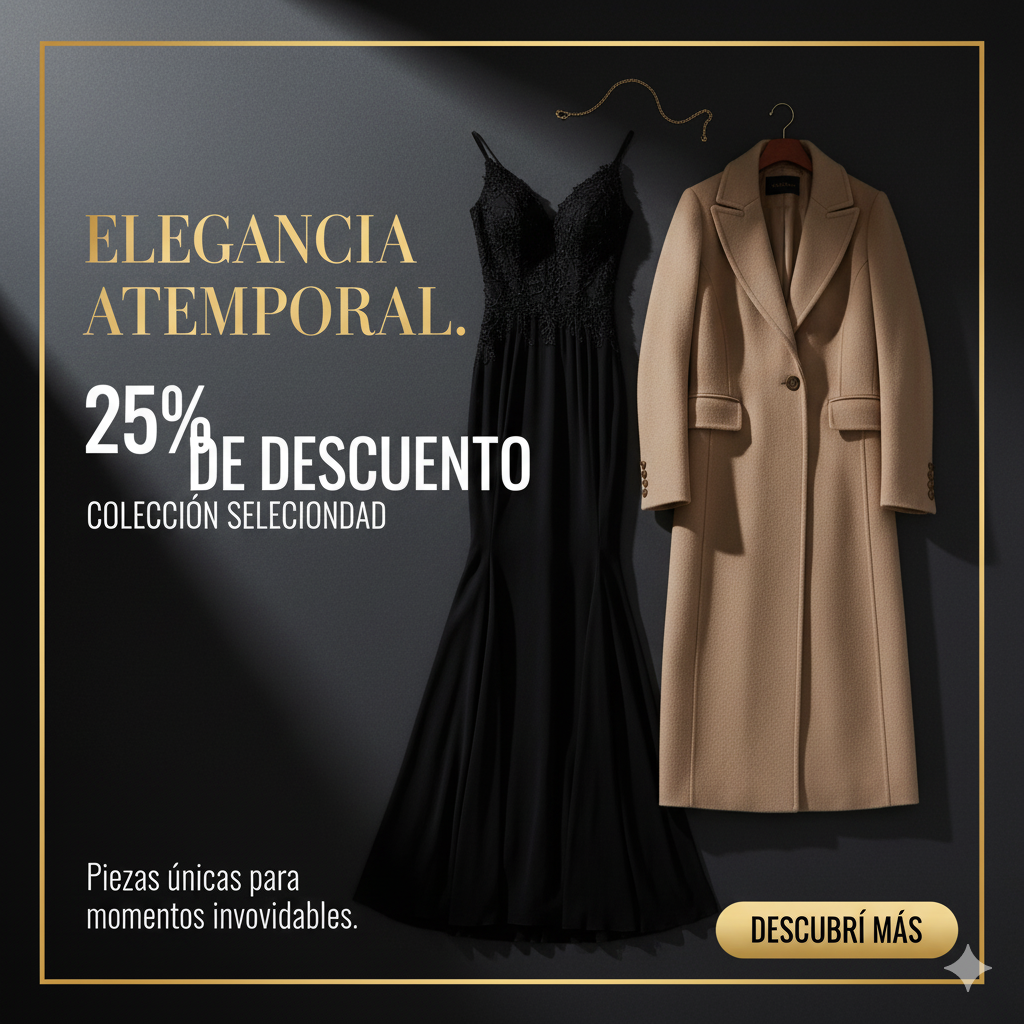 ELEGANCIA
ATEMPORAL.
25%
DE DESCUENTO
COLECCIÓN SELECIONDAD
Piezas únicas para
momentos invovidables.
DESCUBRÍ MÁS